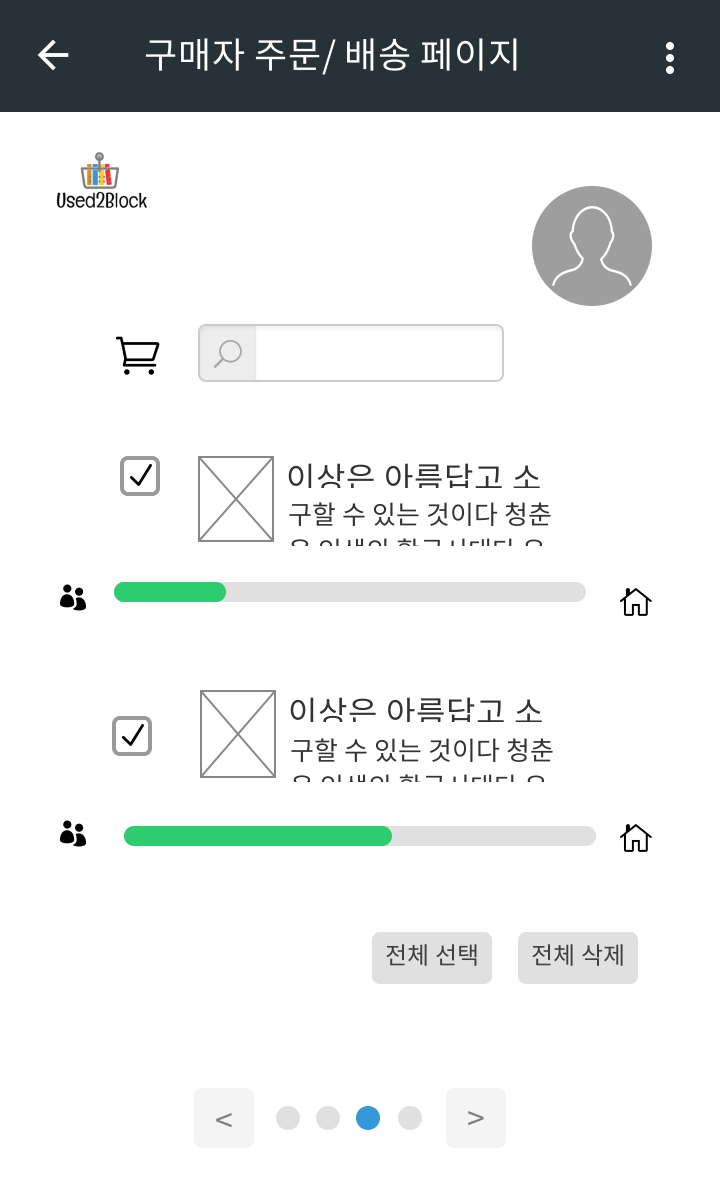 구매자 주문/ 배송 페이지
Used2Block
이상은 아름답고 소
구할 수 있는 것이다 청춘
이상은 아름답고 소
구할 수 있는 것이다 청춘
전체 선택
전체 삭제
<
>